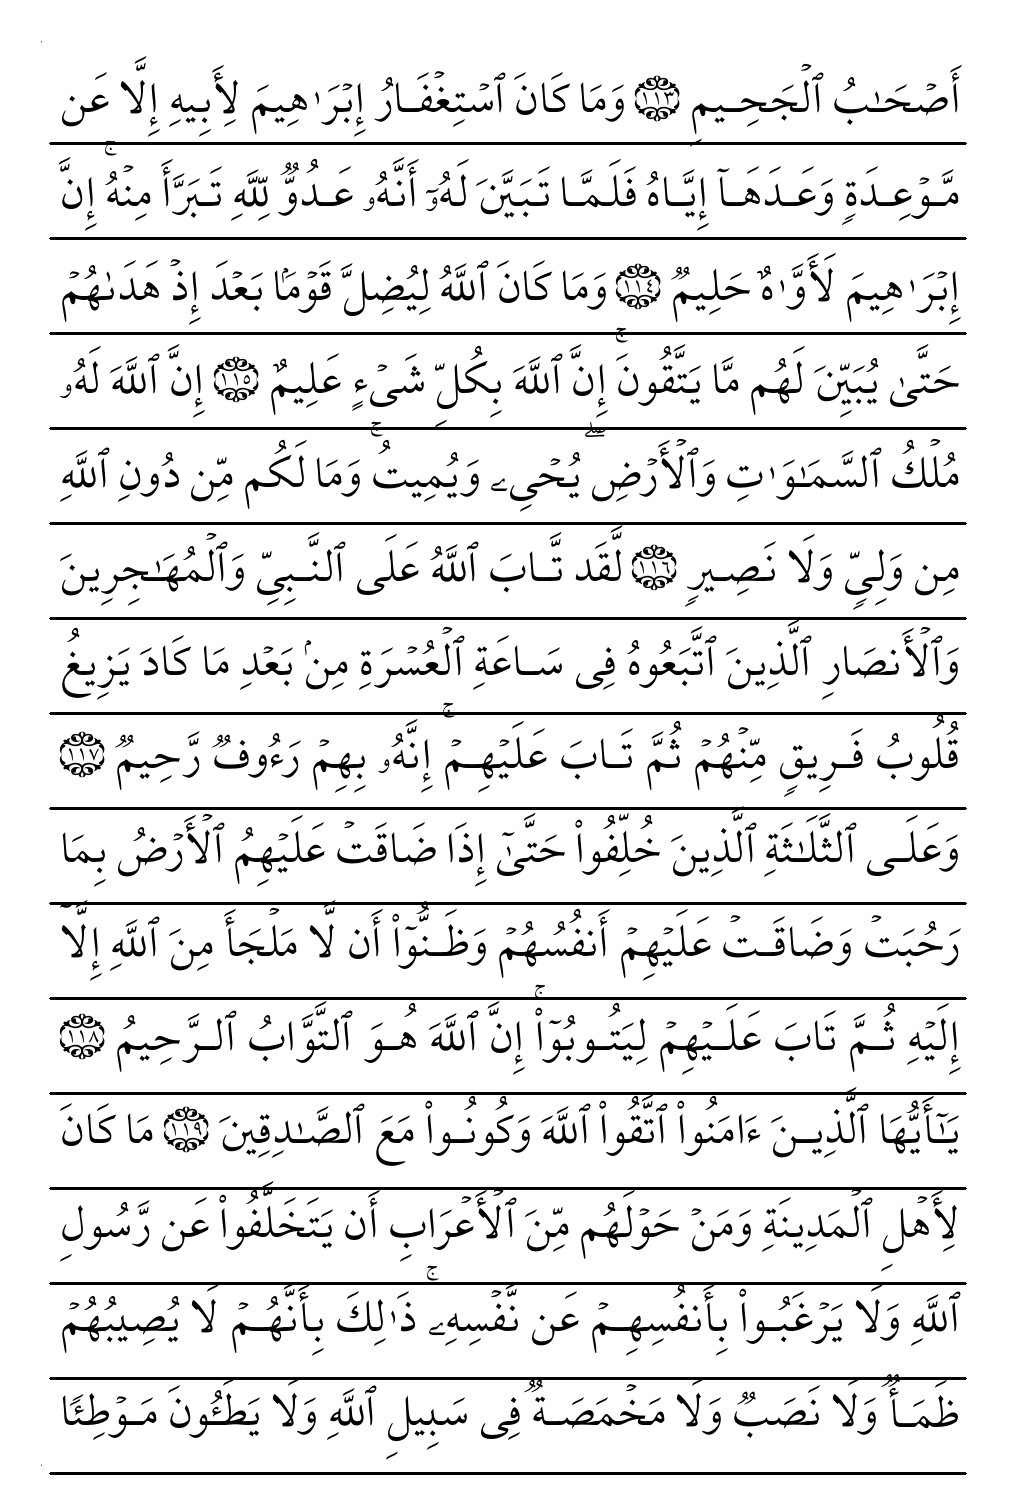 أَصۡحَٰبُ ٱلۡجَحِيمِ ١١٣ وَمَا كَانَ ٱسۡتِغۡفَارُ إِبۡرَٰهِيمَ لِأَبِيهِ إِلَّا عَن
مَّوۡعِدَةٖ وَعَدَهَآ إِيَّاهُ فَلَمَّا تَبَيَّنَ لَهُۥٓ أَنَّهُۥ عَدُوّٞ لِّلَّهِ تَبَرَّأَ مِنۡهُۚ إِنَّ
إِبۡرَٰهِيمَ لَأَوَّٰهٌ حَلِيمٞ ١١٤ وَمَا كَانَ ٱللَّهُ لِيُضِلَّ قَوۡمَۢا بَعۡدَ إِذۡ هَدَىٰهُمۡ
حَتَّىٰ يُبَيِّنَ لَهُم مَّا يَتَّقُونَۚ إِنَّ ٱللَّهَ بِكُلِّ شَيۡءٍ عَلِيمٌ ١١٥ إِنَّ ٱللَّهَ لَهُۥ
مُلۡكُ ٱلسَّمَٰوَٰتِ وَٱلۡأَرۡضِۖ يُحۡيِۦ وَيُمِيتُۚ وَمَا لَكُم مِّن دُونِ ٱللَّهِ
مِن وَلِيّٖ وَلَا نَصِيرٖ ١١٦ لَّقَد تَّابَ ٱللَّهُ عَلَى ٱلنَّبِيِّ وَٱلۡمُهَٰجِرِينَ
وَٱلۡأَنصَارِ ٱلَّذِينَ ٱتَّبَعُوهُ فِي سَاعَةِ ٱلۡعُسۡرَةِ مِنۢ بَعۡدِ مَا كَادَ يَزِيغُ
قُلُوبُ فَرِيقٖ مِّنۡهُمۡ ثُمَّ تَابَ عَلَيۡهِمۡۚ إِنَّهُۥ بِهِمۡ رَءُوفٞ رَّحِيمٞ ١١٧
وَعَلَى ٱلثَّلَٰثَةِ ٱلَّذِينَ خُلِّفُواْ حَتَّىٰٓ إِذَا ضَاقَتۡ عَلَيۡهِمُ ٱلۡأَرۡضُ بِمَا
رَحُبَتۡ وَضَاقَتۡ عَلَيۡهِمۡ أَنفُسُهُمۡ وَظَنُّوٓاْ أَن لَّا مَلۡجَأَ مِنَ ٱللَّهِ إِلَّآ
إِلَيۡهِ ثُمَّ تَابَ عَلَيۡهِمۡ لِيَتُوبُوٓاْۚ إِنَّ ٱللَّهَ هُوَ ٱلتَّوَّابُ ٱلرَّحِيمُ ١١٨
يَٰٓأَيُّهَا ٱلَّذِينَ ءَامَنُواْ ٱتَّقُواْ ٱللَّهَ وَكُونُواْ مَعَ ٱلصَّٰدِقِينَ ١١٩ مَا كَانَ
لِأَهۡلِ ٱلۡمَدِينَةِ وَمَنۡ حَوۡلَهُم مِّنَ ٱلۡأَعۡرَابِ أَن يَتَخَلَّفُواْ عَن رَّسُولِ
ٱللَّهِ وَلَا يَرۡغَبُواْ بِأَنفُسِهِمۡ عَن نَّفۡسِهِۦۚ ذَٰلِكَ بِأَنَّهُمۡ لَا يُصِيبُهُمۡ
ظَمَأٞ وَلَا نَصَبٞ وَلَا مَخۡمَصَةٞ فِي سَبِيلِ ٱللَّهِ وَلَا يَطَـُٔونَ مَوۡطِئٗا